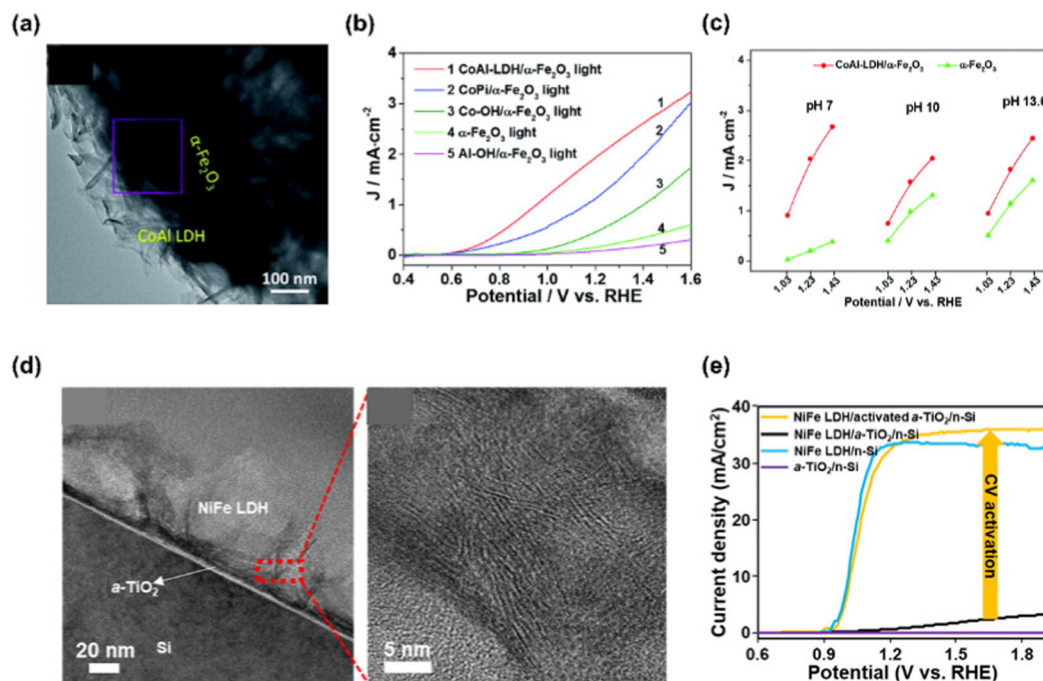 (a)
α-Fe₂O₃
CoAl LDH
100 nm
(b)
J / mA·cm⁻²
4
3
2
1
0
1 CoAl-LDH/α-Fe₂O₃ light
2 CoPi/α-Fe₂O₃ light
3 Co-OH/α-Fe₂O₃ light
4 α-Fe₂O₃ light
5 Al-OH/α-Fe₂O₃ light
1
2
3
4
5
0.4 0.6 0.8 1.0 1.2 1.4 1.6
Potential / V vs. RHE
(c)
J / mA cm⁻²
4
3
2
1
0
CoAl-LDH/α-Fe₂O₃ α-Fe₂O₃
pH 7 pH 10 pH 13.6
1.03 1.23 1.43 1.03 1.23 1.43 1.03 1.23 1.43
Potential / V vs. RHE
(d)
NiFe LDH
a-TiO₂
Si
20 nm
5 nm
(e)
Current density (mA/cm²)
40
30
20
10
0
NiFe LDH/activated a-TiO₂/n-Si
NiFe LDH/a-TiO₂/n-Si
NiFe LDH/n-Si
a-TiO₂/n-Si
CV activation
0.6 0.9 1.2 1.5 1.8
Potential (V vs. RHE)